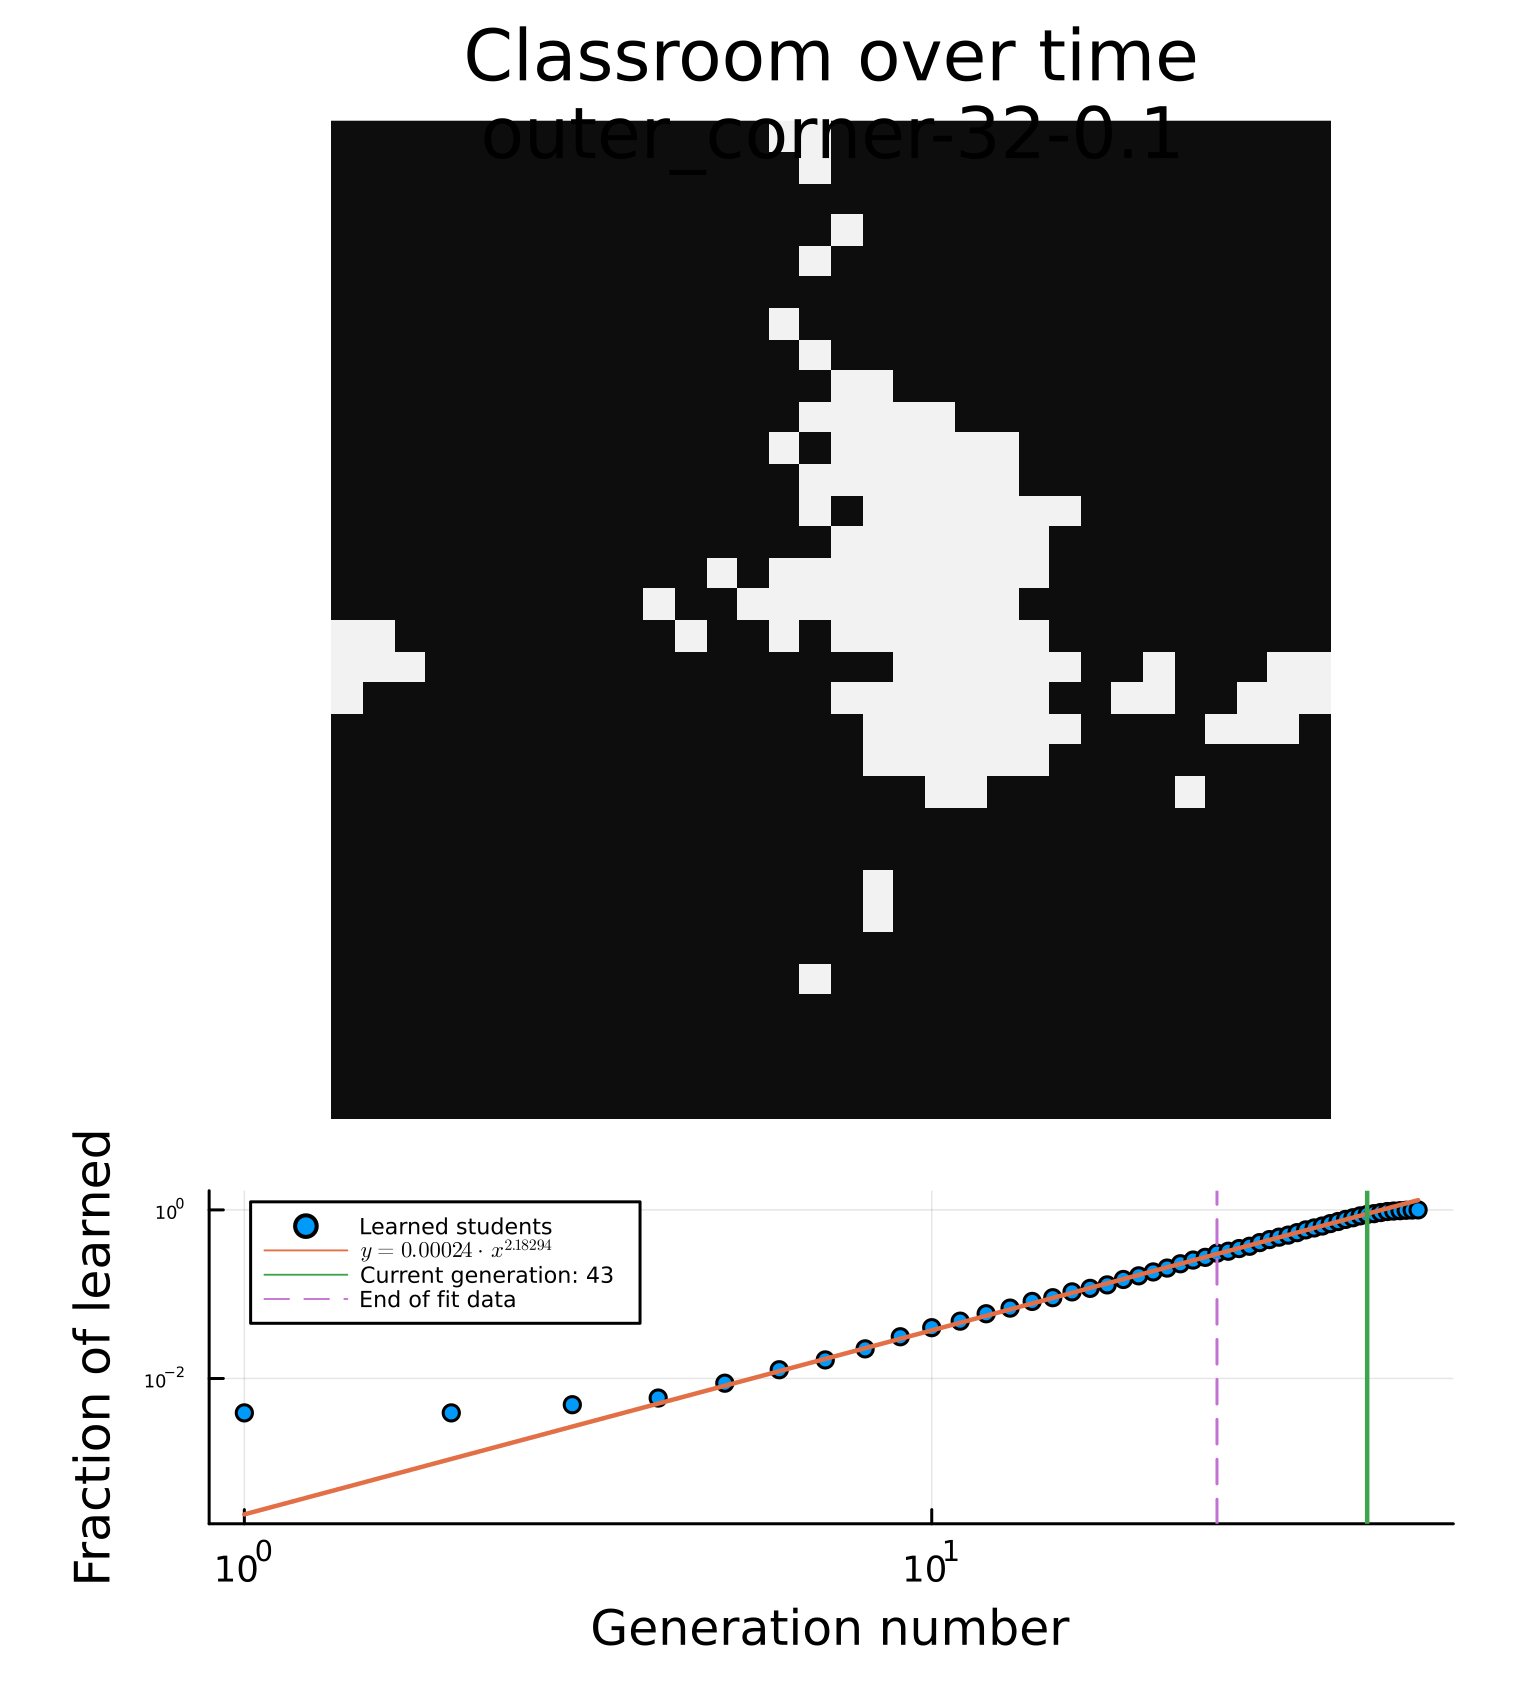 Classroom over time
outer_corner-32-0.1
Fraction of learned
10^0
10^-2
Learned students
y = 0.00024 · x^2.18294
Current generation: 43
End of fit data
10^0
10^1
Generation number